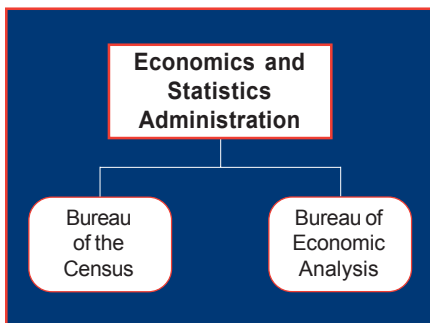 Economics and
Statistics
Administration
Bureau
of the
Census
Bureau of
Economic
Analysis